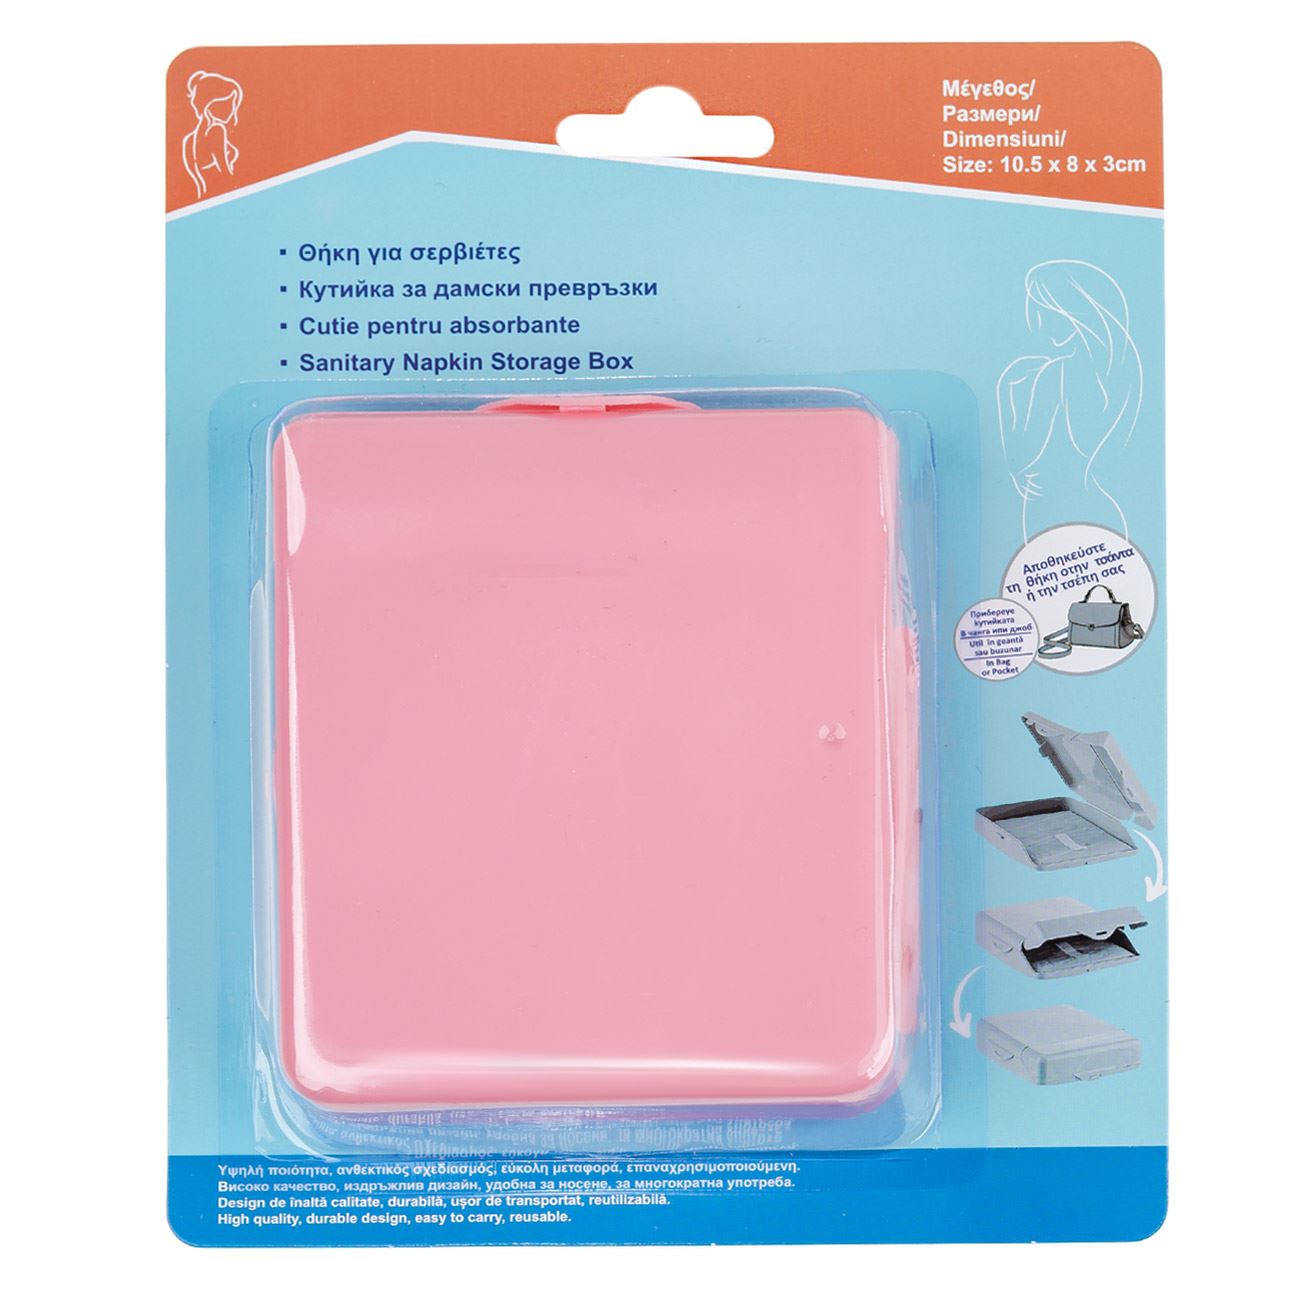 Μέγεθος/
Размери/
Dimensiuni/
Size: 10.5 x 8 x 3cm
▪ Θήκη για σερβιέτες
▪ Кутийка за дамски превръзки
▪ Cutie pentru absorbante
▪ Sanitary Napkin Storage Box
Αποθηκεύστε
τη θήκη στην τσάντα
ή την τσέπη σας
Приберете
кутийката
В чанта или джоб
Util în geantă
sau buzunar
In Bag
or Pocket
Υψηλή ποιότητα, ανθεκτικός σχεδιασμός, εύκολη μεταφορά, επαναχρησιμοποιούμενη.
Високо качество, издръжлив дизайн, удобна за носене, за многократна употреба.
Design de înaltă calitate, durabilă, ușor de transportat, reutilizabilă.
High quality, durable design, easy to carry, reusable.